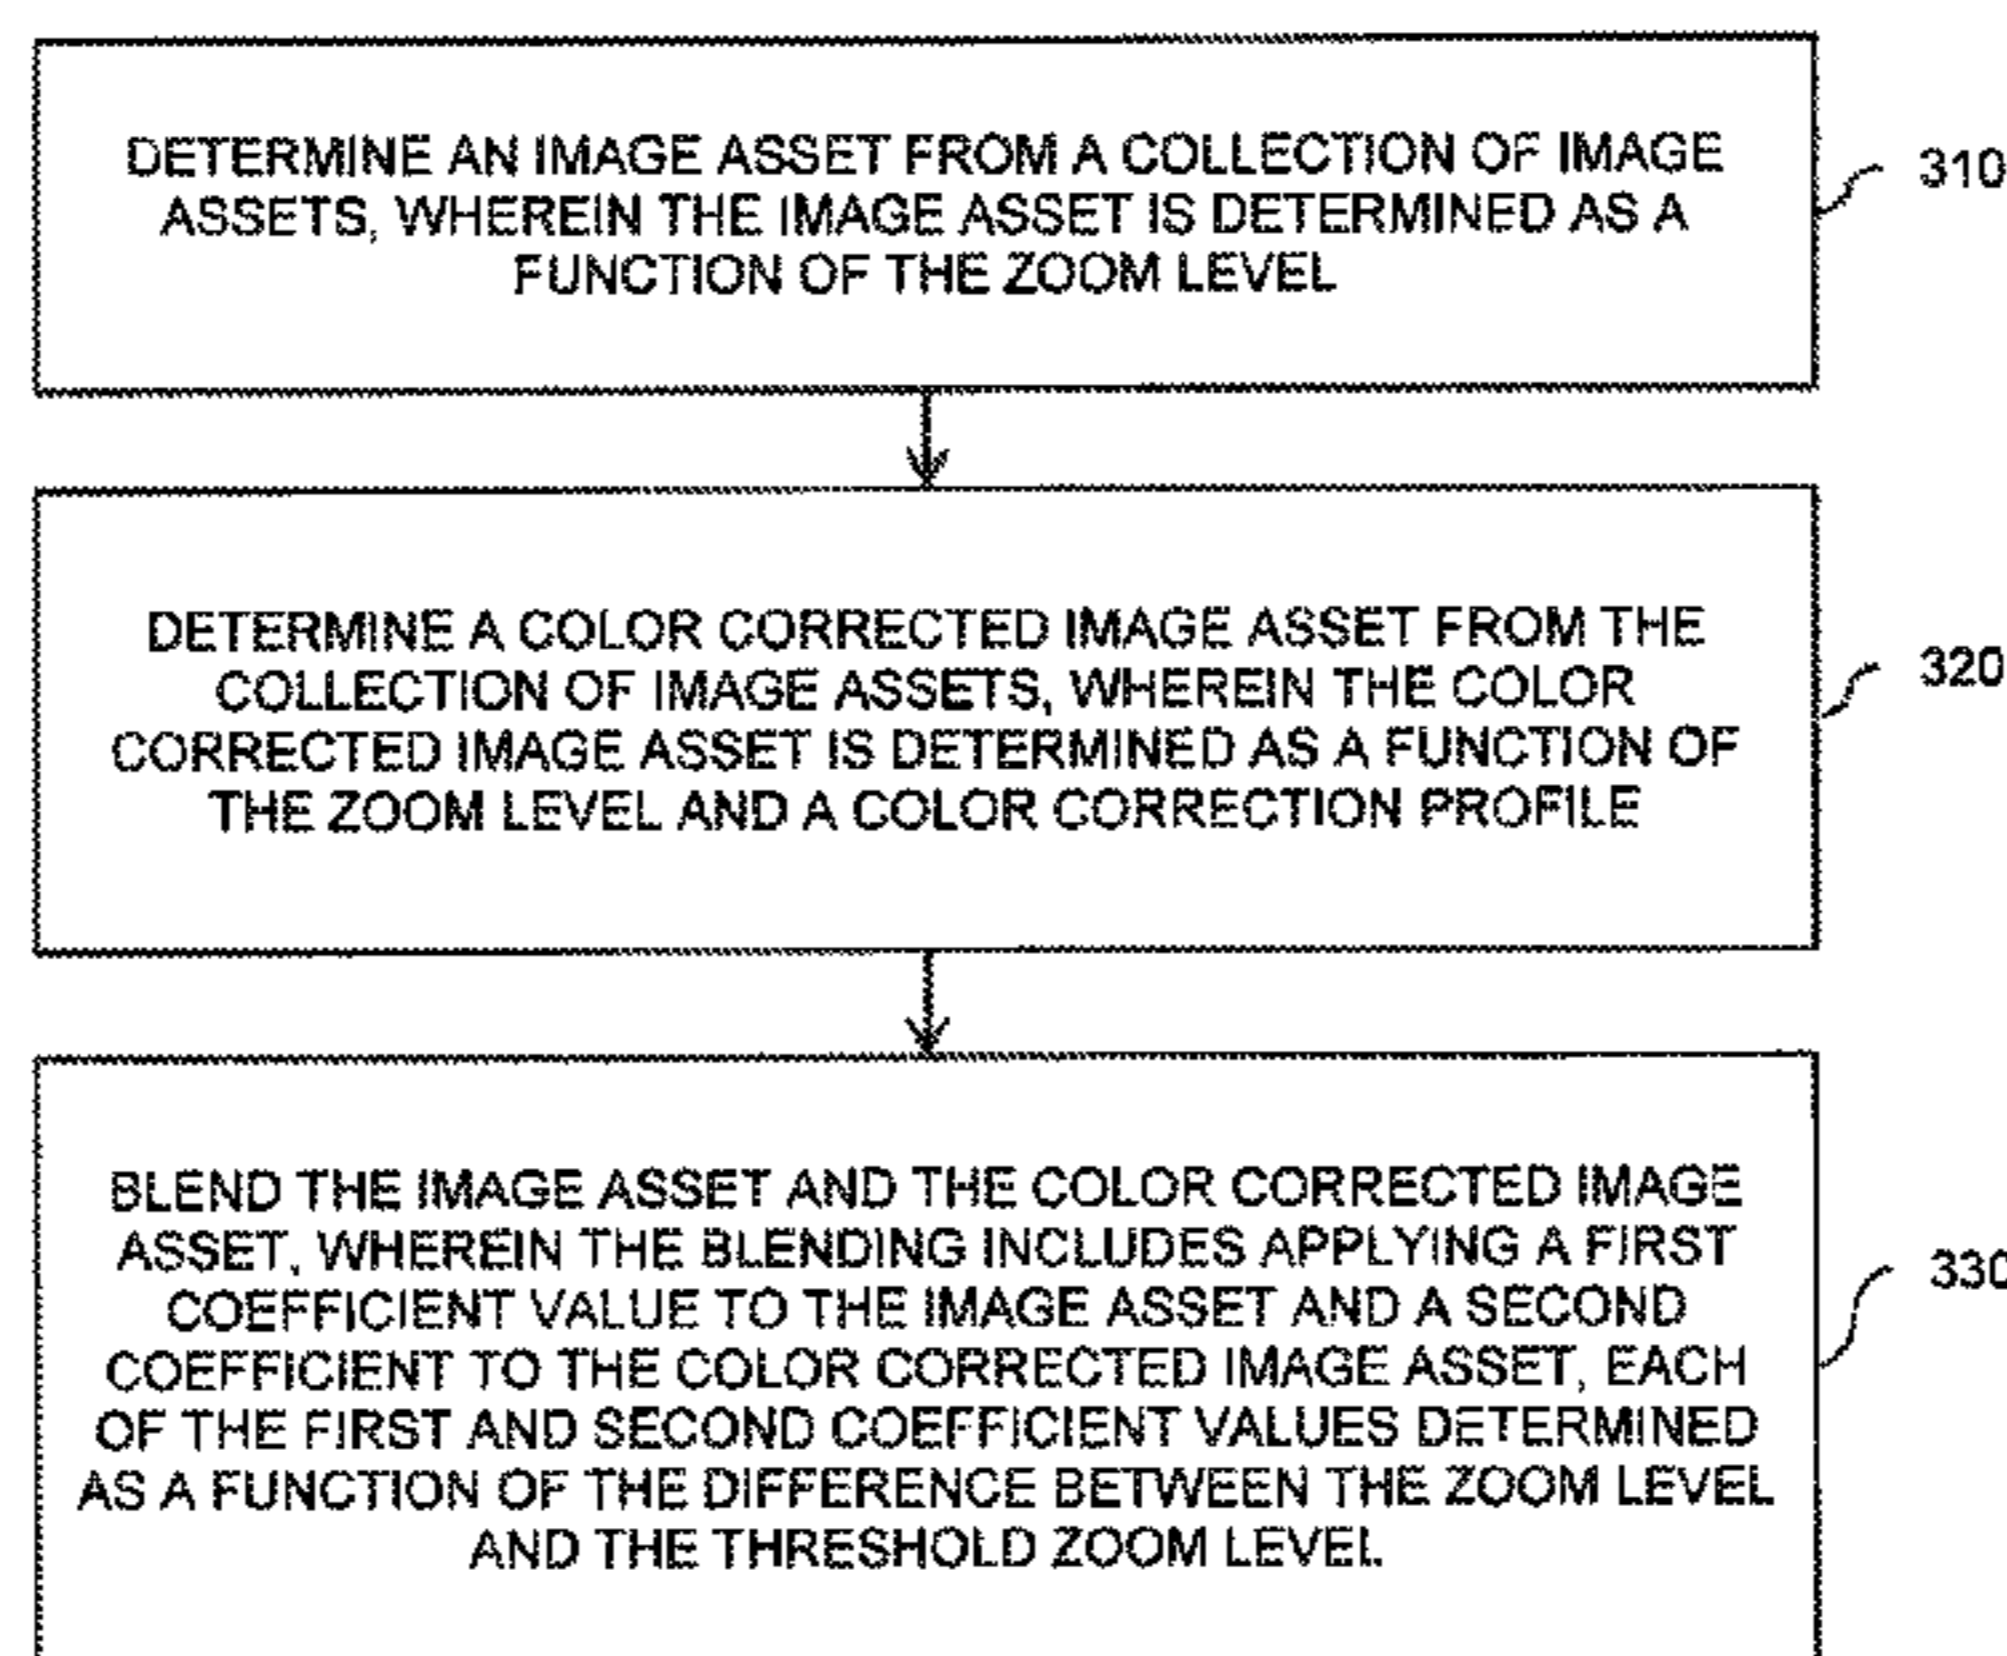 DETERMINE AN IMAGE ASSET FROM A COLLECTION OF IMAGE
ASSETS, WHEREIN THE IMAGE ASSET IS DETERMINED AS A
FUNCTION OF THE ZOOM LEVEL
310
DETERMINE A COLOR CORRECTED IMAGE ASSET FROM THE
COLLECTION OF IMAGE ASSETS, WHEREIN THE COLOR
CORRECTED IMAGE ASSET IS DETERMINED AS A FUNCTION OF
THE ZOOM LEVEL AND A COLOR CORRECTION PROFILE
320
BLEND THE IMAGE ASSET AND THE COLOR CORRECTED IMAGE
ASSET, WHEREIN THE BLENDING INCLUDES APPLYING A FIRST
COEFFICIENT VALUE TO THE IMAGE ASSET AND A SECOND
COEFFICIENT TO THE COLOR CORRECTED IMAGE ASSET, EACH
OF THE FIRST AND SECOND COEFFICIENT VALUES DETERMINED
AS A FUNCTION OF THE DIFFERENCE BETWEEN THE ZOOM LEVEL
AND THE THRESHOLD ZOOM LEVEL.
330